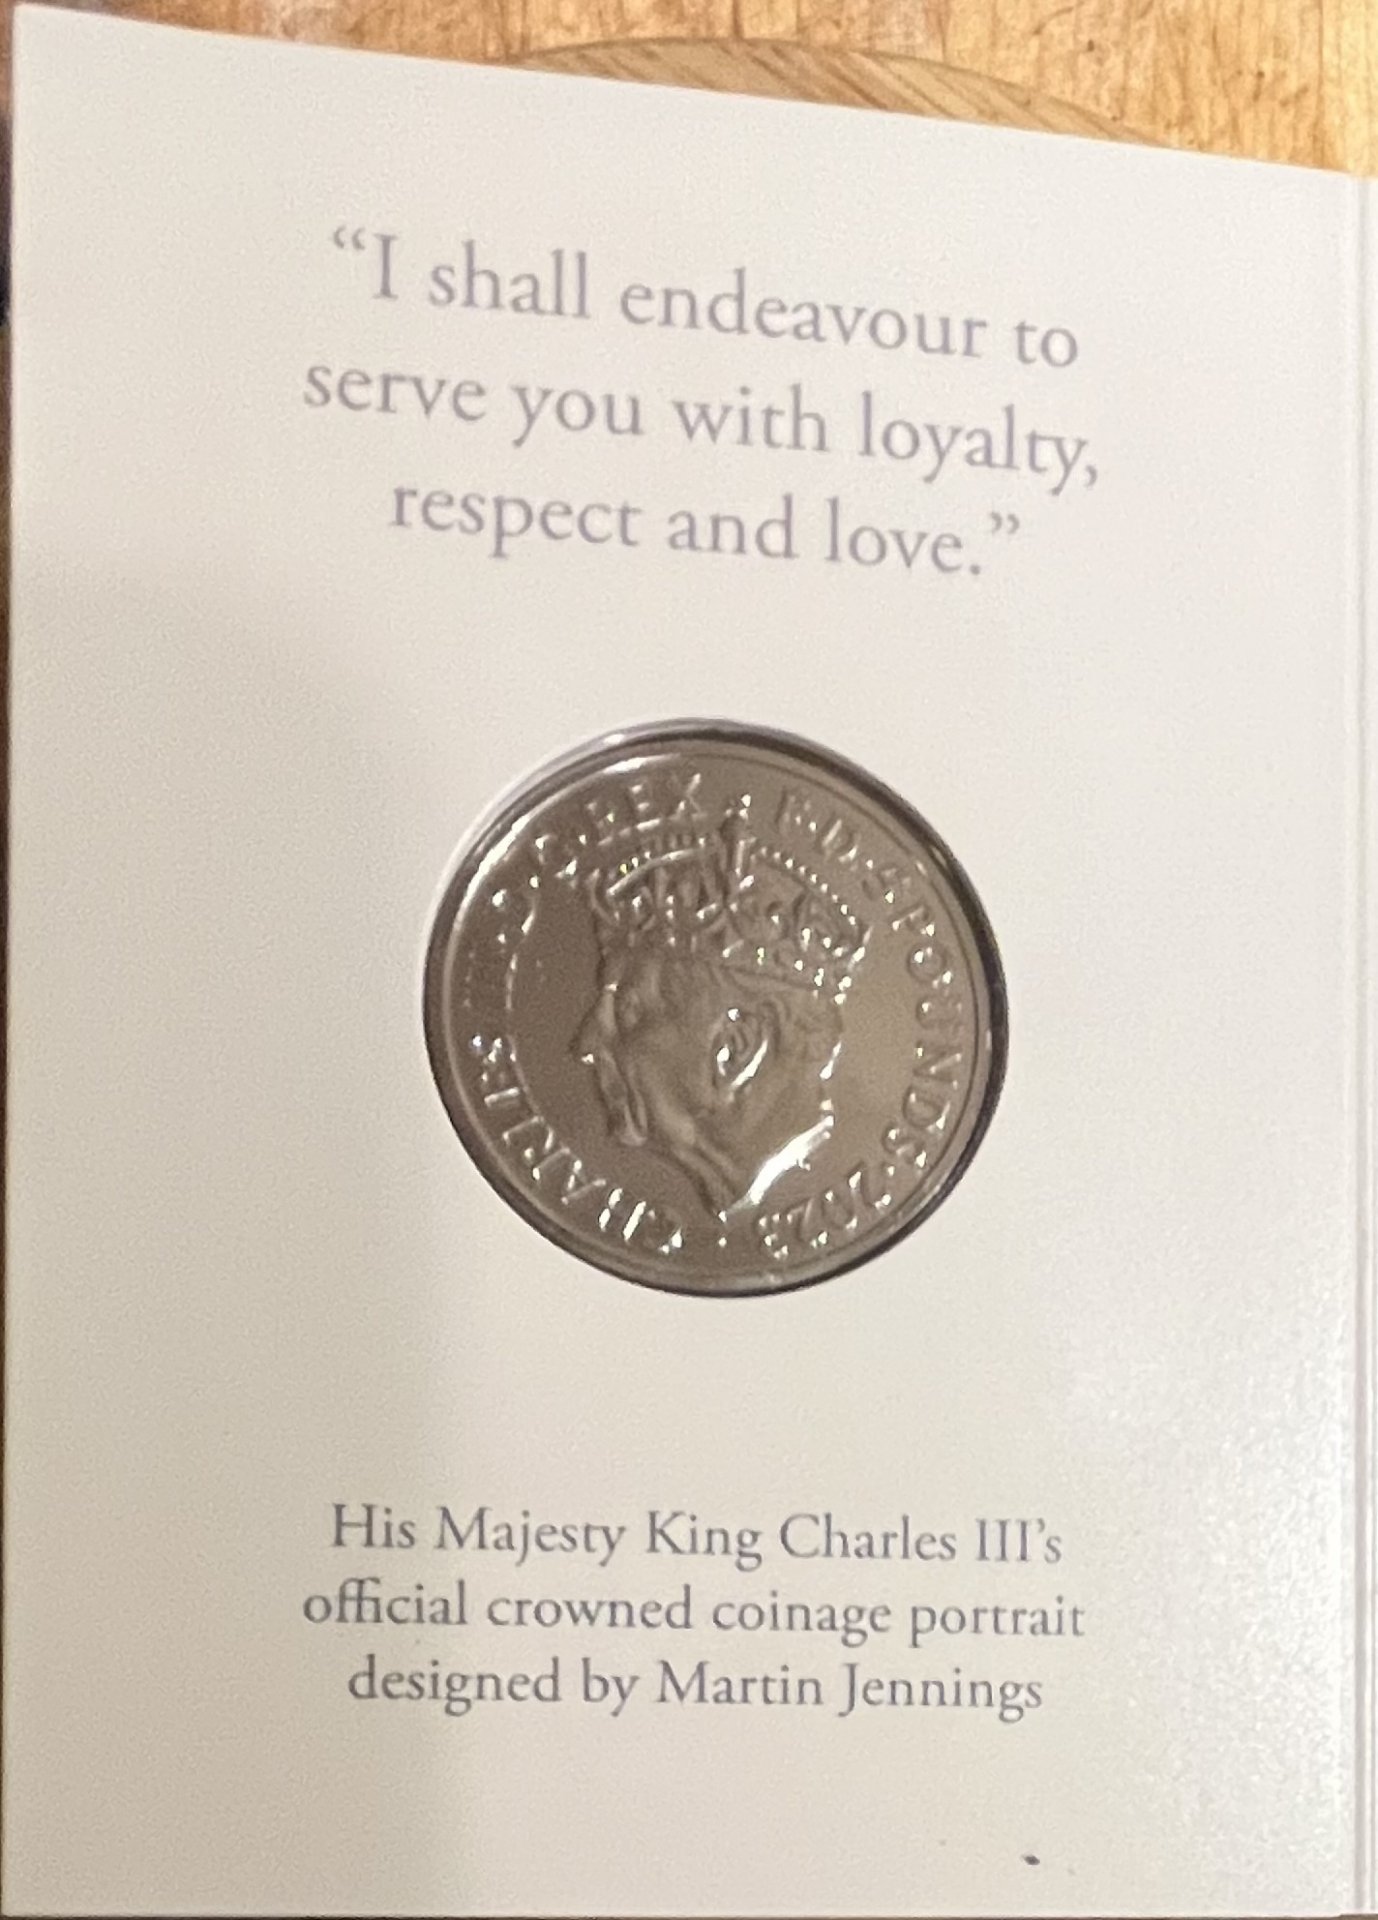 “I shall endeavour to
serve you with loyalty,
respect and love.”
CHARLES III · D · G · REX · F · D · 5 POUNDS · 2023
His Majesty King Charles III’s
official crowned coinage portrait
designed by Martin Jennings